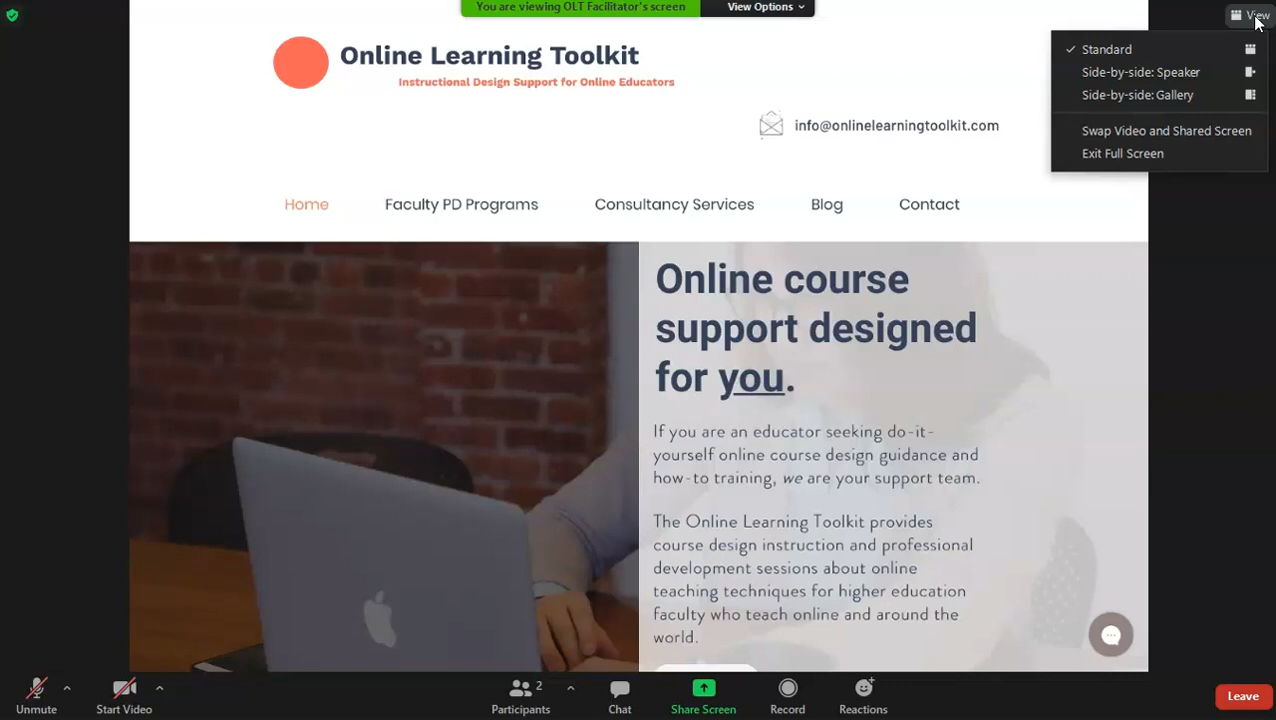 You are viewing OLT Facilitator's screen
View Options
View
Online Learning Toolkit
Instructional Design Support for Online Educators
Standard
Side-by-side: Speaker
Side-by-side: Gallery
Swap Video and Shared Screen
Exit Full Screen
info@onlinelearningtoolkit.com
Home
Faculty PD Programs
Consultancy Services
Blog
Contact
Online course
support designed
for you.
If you are an educator seeking do-it-
yourself online course design guidance and
how-to training, we are your support team.
The Online Learning Toolkit provides
course design instruction and professional
development sessions about online
teaching techniques for higher education
faculty who teach online and around the
world.
Unmute
Start Video
Participants
2
Chat
Share Screen
Record
Reactions
Leave